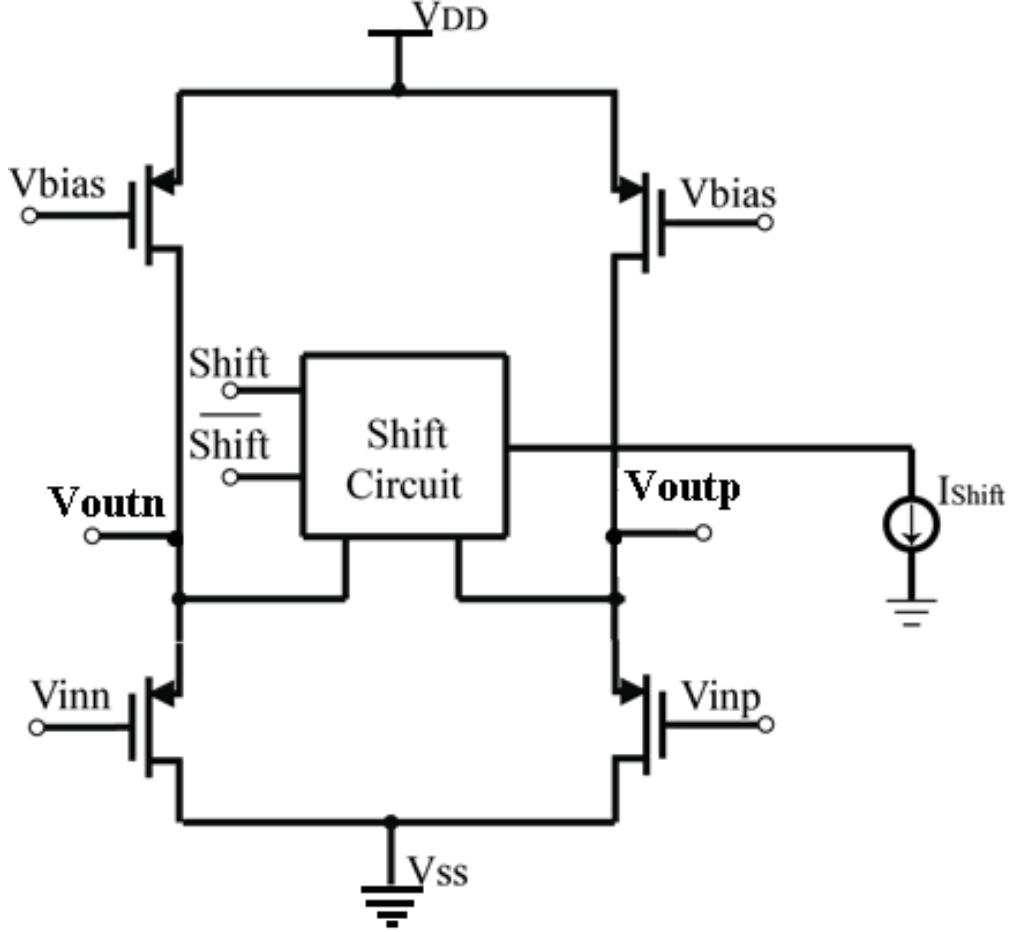 VDD
Vbias
Vbias
Shift
Shift
Shift
Circuit
Voutn
Voutp
IShift
Vinn
Vinp
Vss